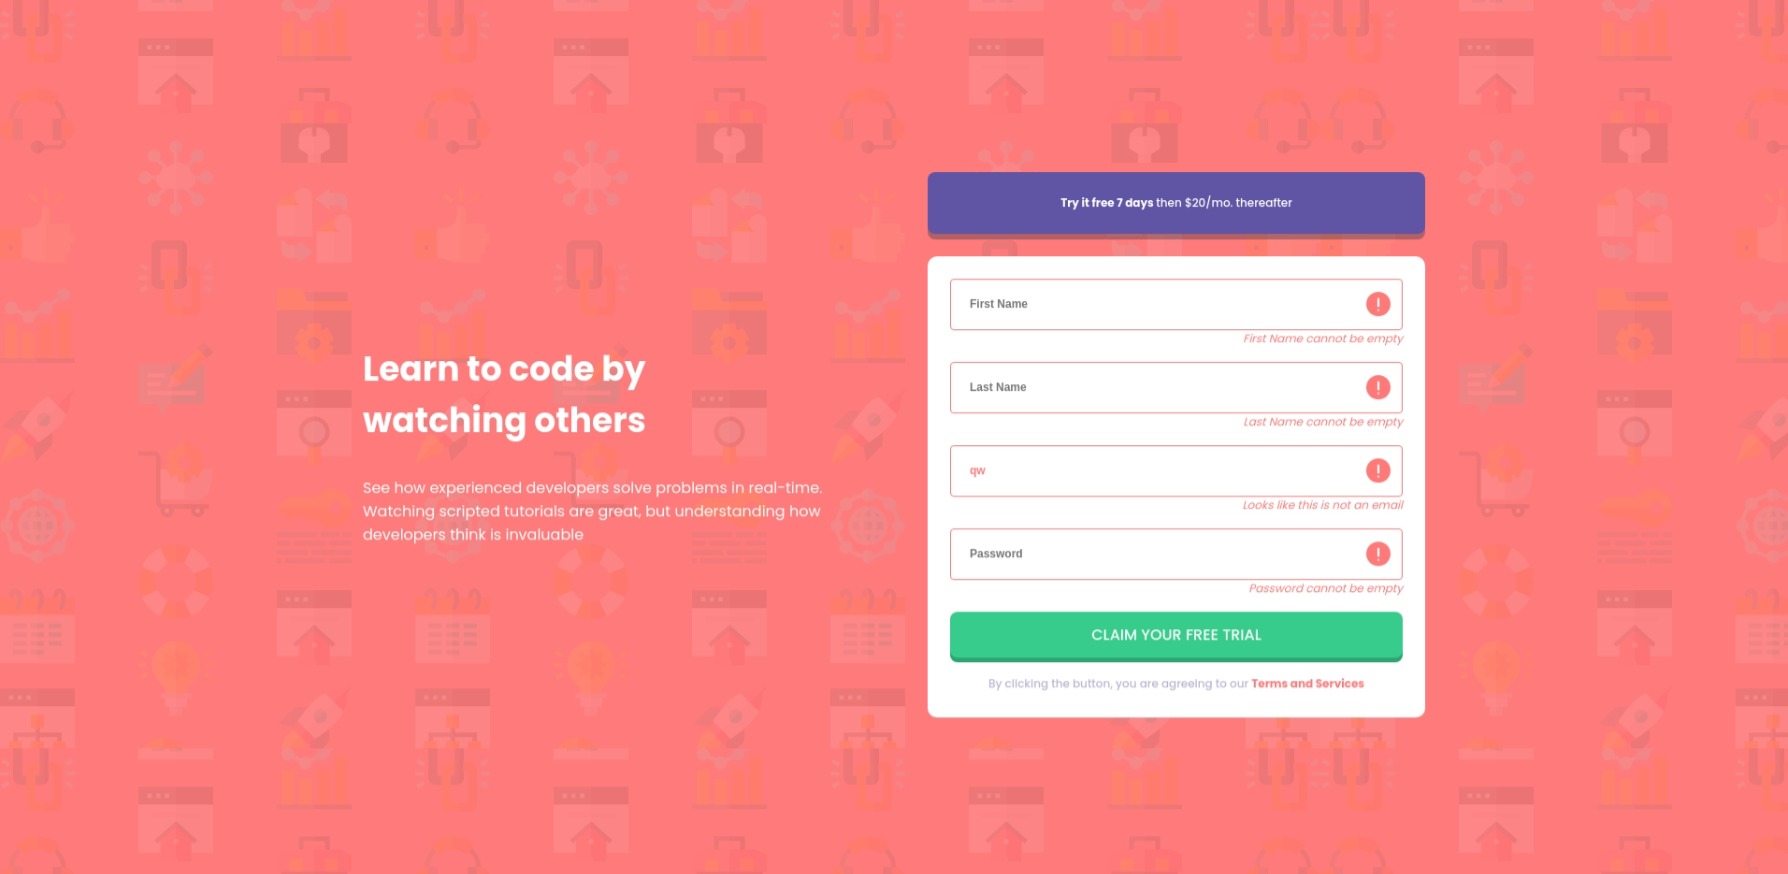 Try it free 7 days then $20/mo. thereafter
First Name
First Name cannot be empty
Last Name
Last Name cannot be empty
Learn to code by
watching others
qw
Looks like this is not an email
See how experienced developers solve problems in real-time.
Watching scripted tutorials are great, but understanding how
developers think is invaluable
Password
Password cannot be empty
CLAIM YOUR FREE TRIAL
By clicking the button, you are agreeing to our Terms and Services